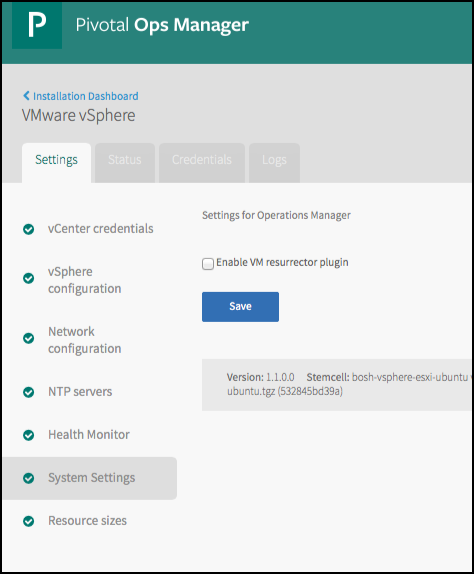 P Pivotal Ops Manager
Installation Dashboard
VMware vSphere
Settings Status Credentials Logs
Settings for Operations Manager
vCenter credentials
Enable VM resurrector plugin
vSphere
configuration
Save
Network
configuration
Version: 1.1.0.0 Stemcell: bosh-vsphere-esxi-ubuntu
ubuntu.tgz (532845bd39a)
NTP servers
Health Monitor
System Settings
Resource sizes